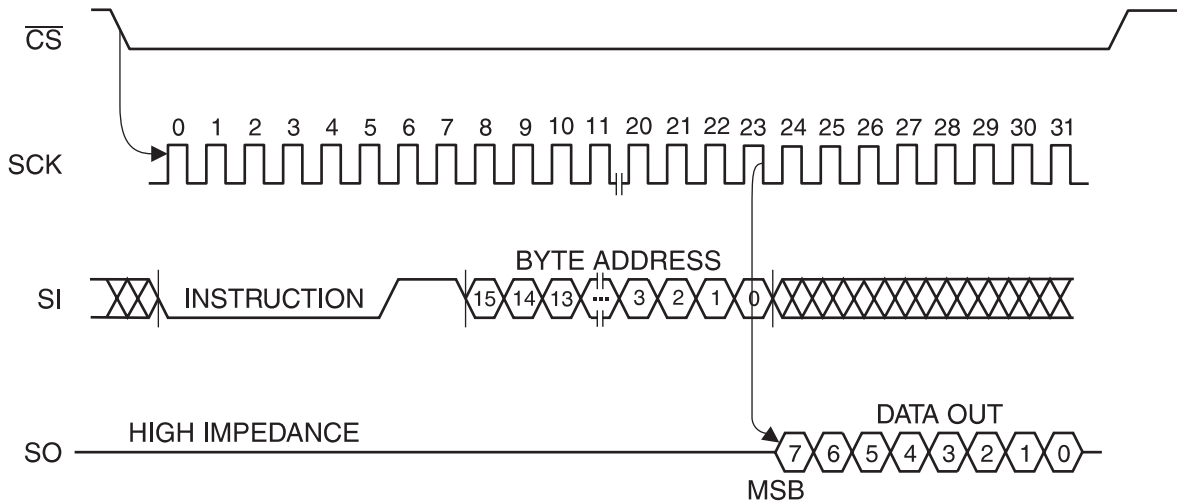 CS
0 1 2 3 4 5 6 7 8 9 10 11 20 21 22 23 24 25 26 27 28 29 30 31
SCK
BYTE ADDRESS
SI INSTRUCTION 15 14 13 ... 3 2 1 0
DATA OUT
HIGH IMPEDANCE
SO 7 6 5 4 3 2 1 0
MSB